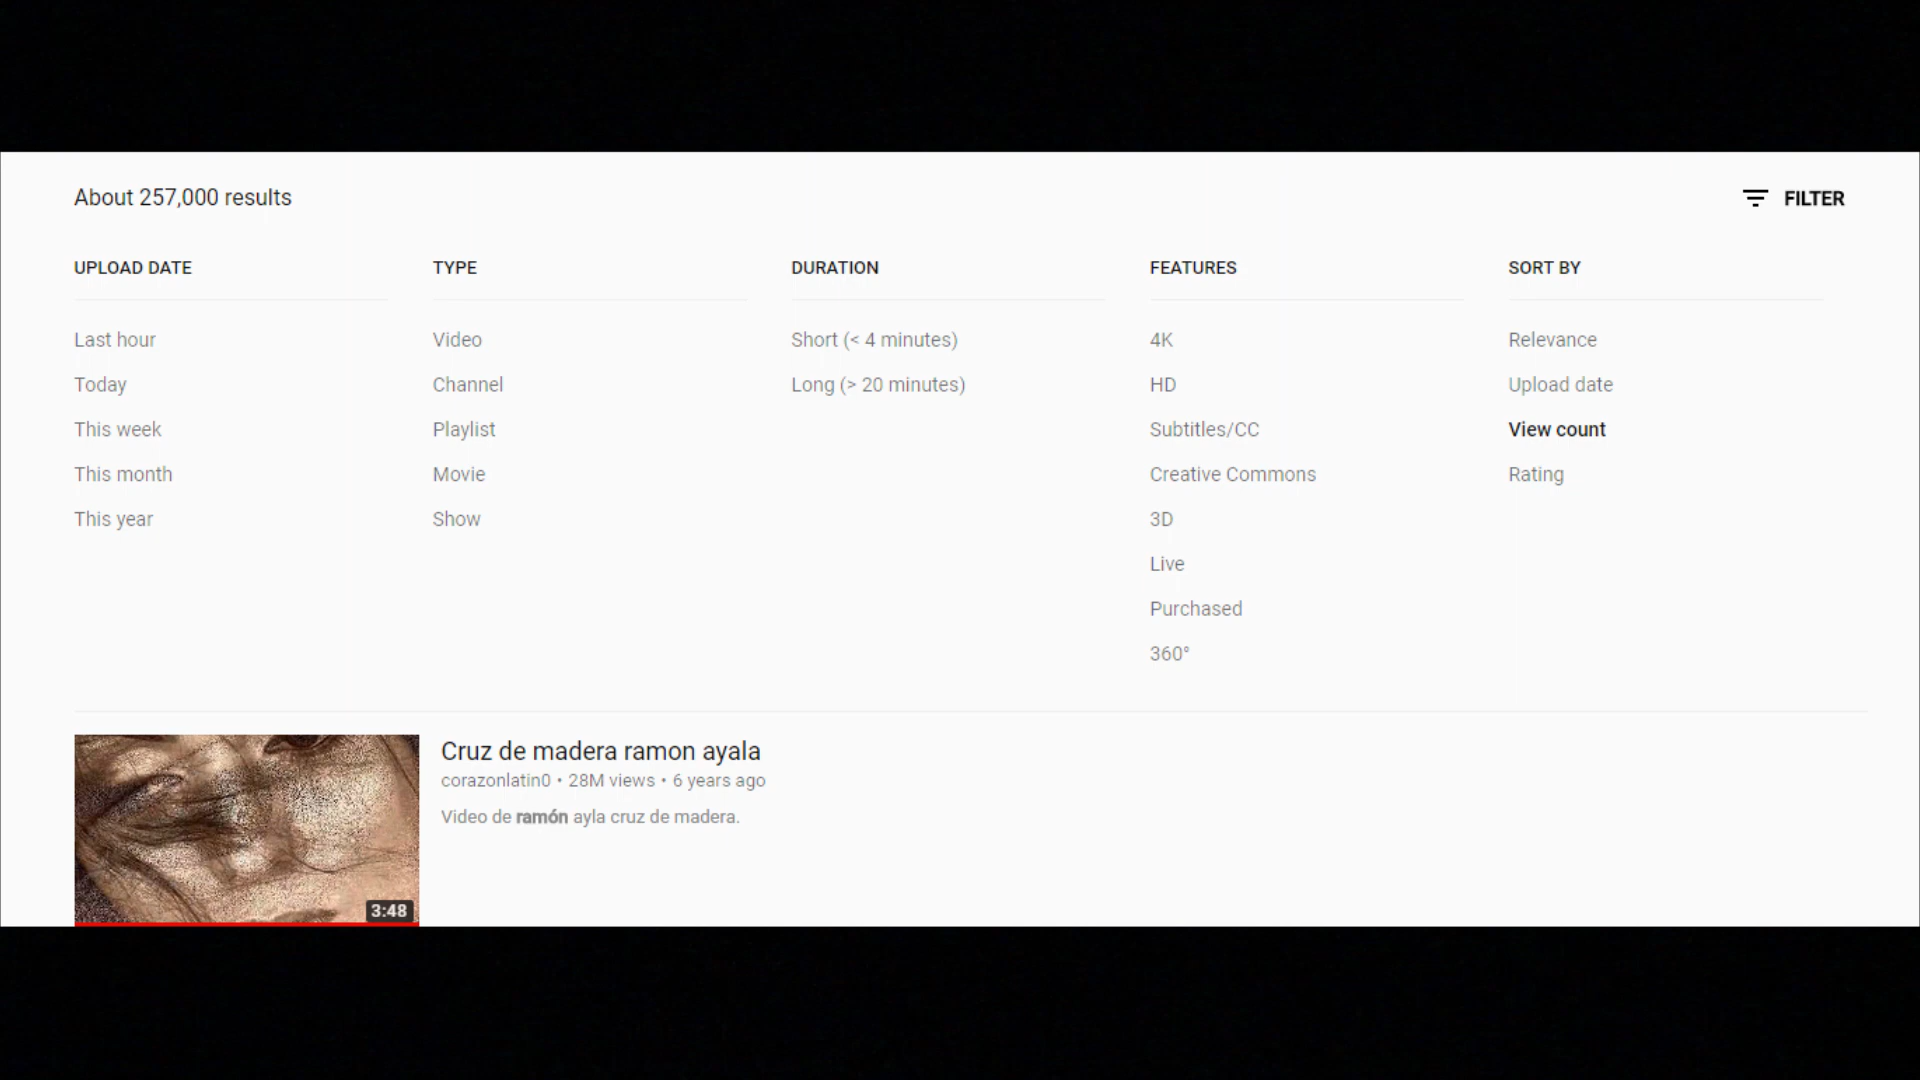 About 257,000 results
FILTER
UPLOAD DATE
Last hour
Today
This week
This month
This year
TYPE
Video
Channel
Playlist
Movie
Show
DURATION
Short (< 4 minutes)
Long (> 20 minutes)
FEATURES
4K
HD
Subtitles/CC
Creative Commons
3D
Live
Purchased
360°
SORT BY
Relevance
Upload date
View count
Rating
3:48
Cruz de madera ramon ayala
corazonlatin0 • 28M views • 6 years ago
Video de ramón ayla cruz de madera.